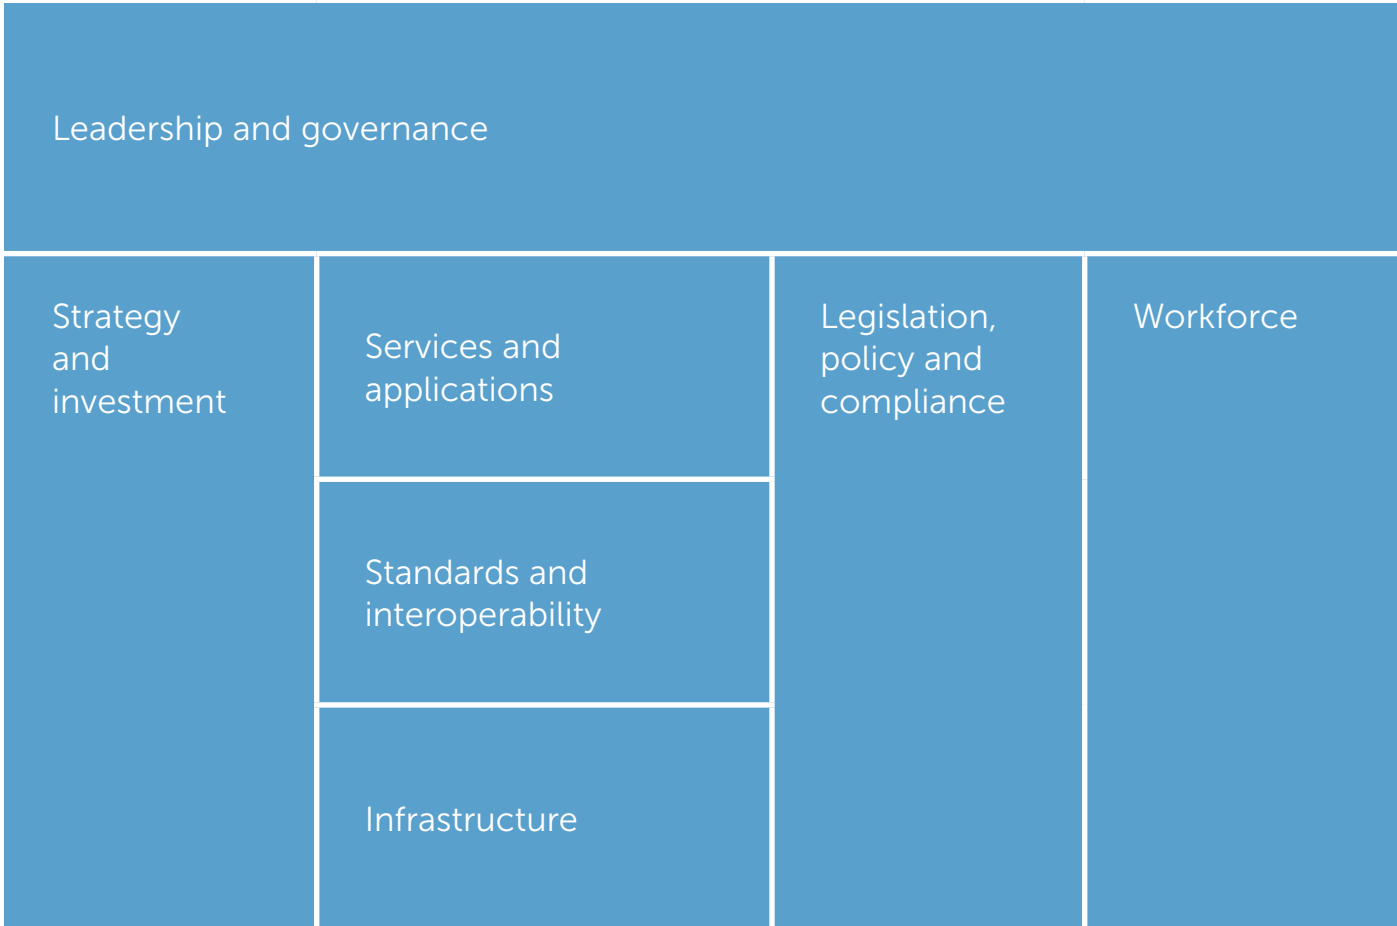 Leadership and governance
Strategy
and
investment
Services and
applications
Standards and
interoperability
Infrastructure
Legislation,
policy and
compliance
Workforce